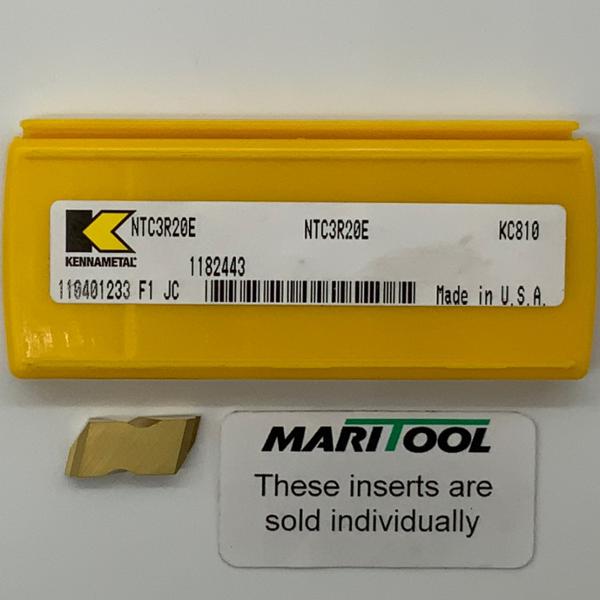 NTC3R20E NTC3R20E KC810
KENNAMETAL
1182443
119401233 F1 JC Made in U.S.A.
MARITOOL
These inserts are
sold individually